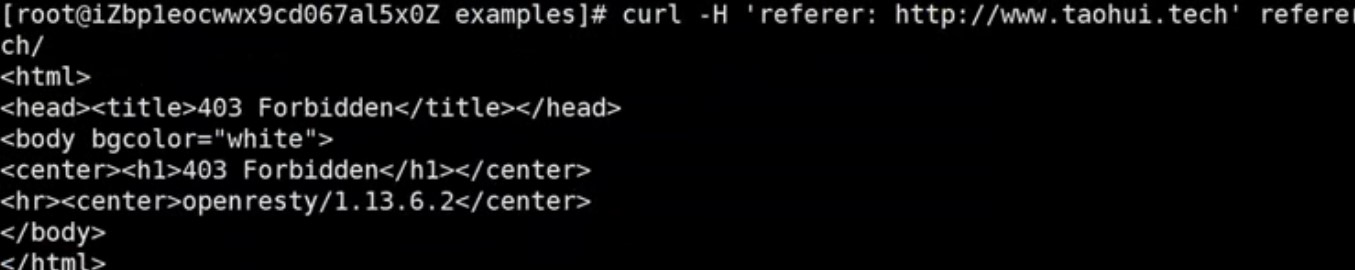 [root@iZbp1eocwwx9cd067al5x0Z examples]# curl -H 'referer: http://www.taohui.tech' referer
ch/
<html>
<head><title>403 Forbidden</title></head>
<body bgcolor="white">
<center><h1>403 Forbidden</h1></center>
<hr><center>openresty/1.13.6.2</center>
</body>
</html>